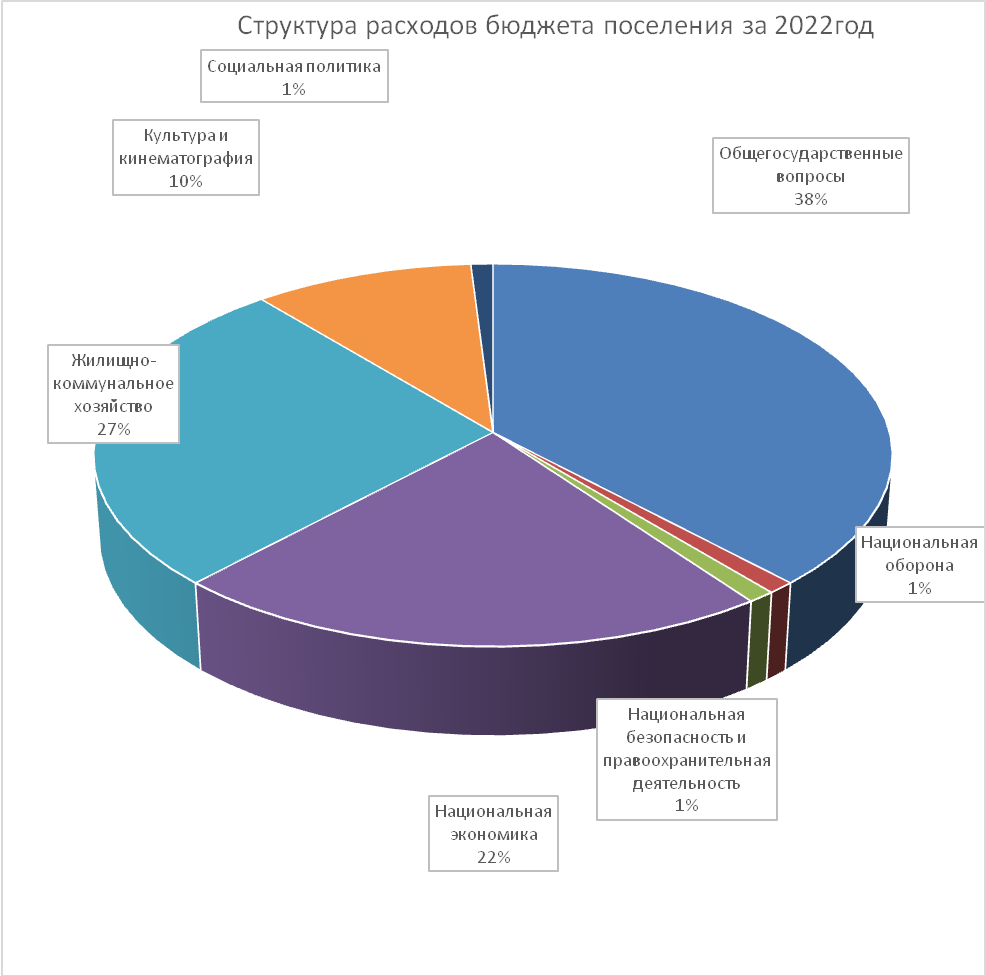 Структура расходов бюджета поселения за 2022год
Социальная политика
1%
Культура и
кинематография
10%
Общегосударственные
вопросы
38%
Жилищно-
коммунальное
хозяйство
27%
Национальная
оборона
1%
Национальная
безопасность и
правоохранительная
деятельность
1%
Национальная
экономика
22%